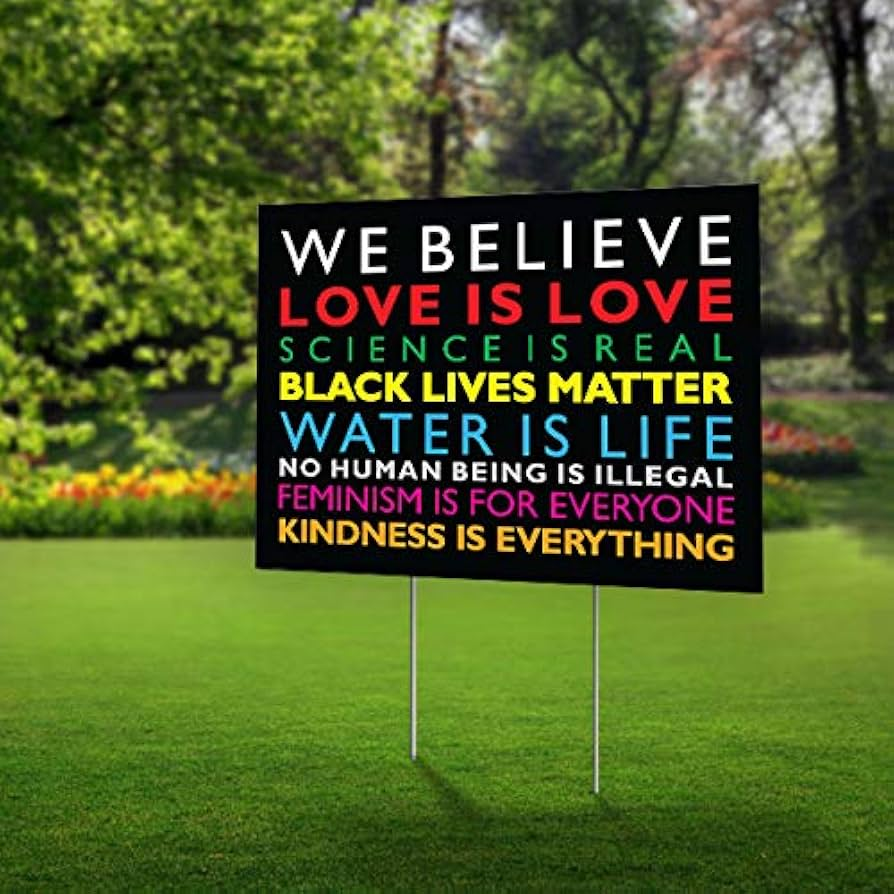 WE BELIEVE
LOVE IS LOVE
SCIENCE IS REAL
BLACK LIVES MATTER
WATER IS LIFE
NO HUMAN BEING IS ILLEGAL
FEMINISM IS FOR EVERYONE
KINDNESS IS EVERYTHING